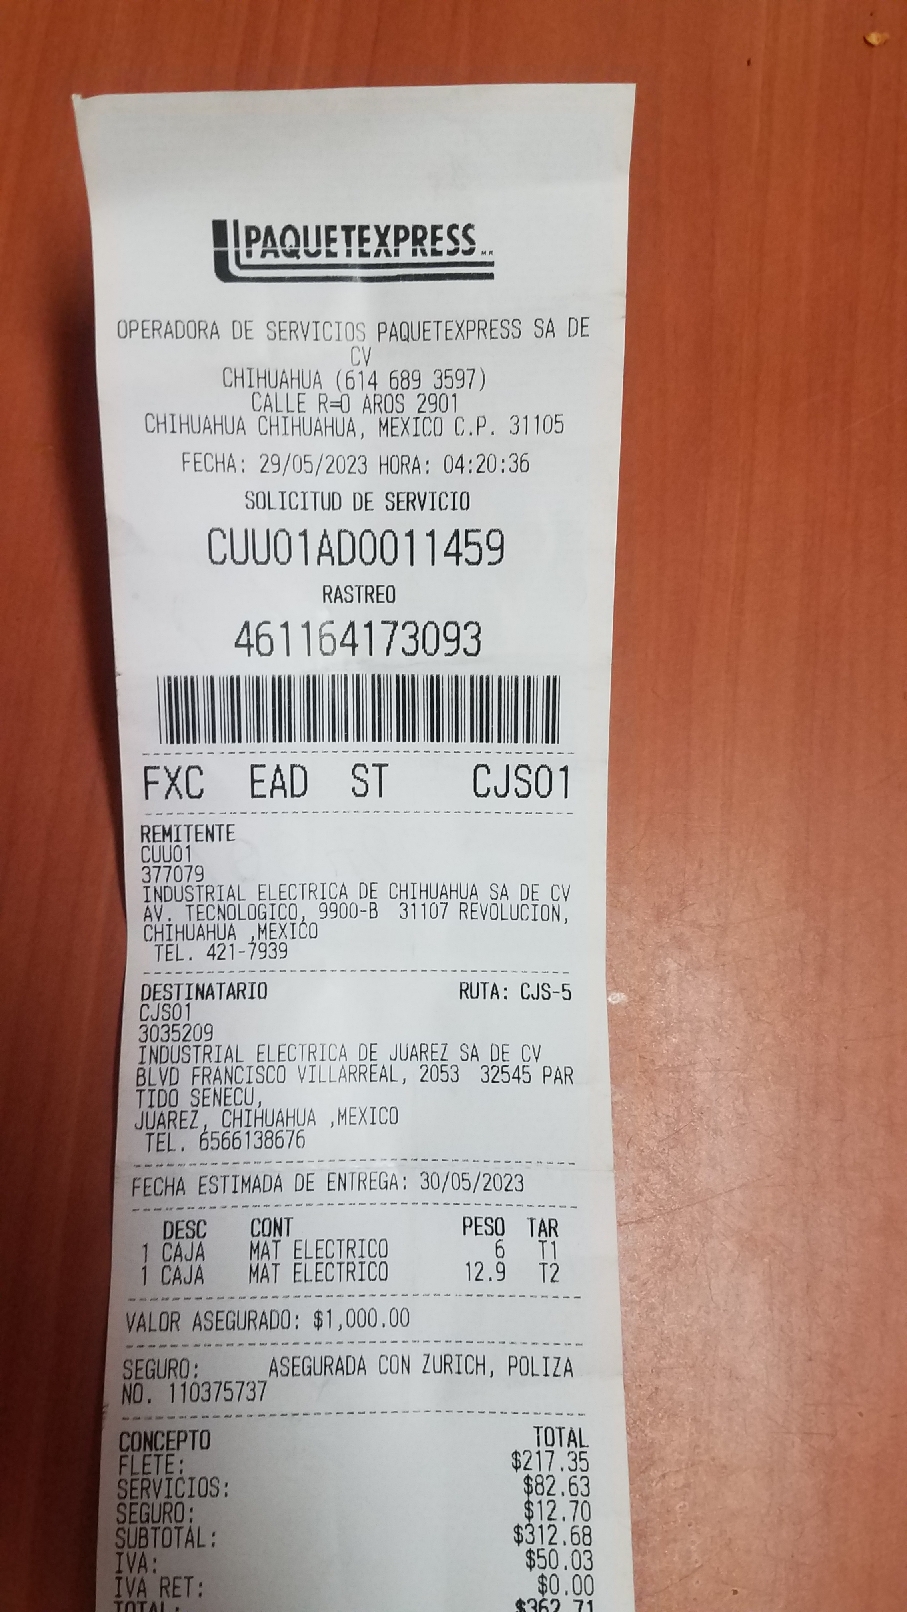 PAQUETEXPRESS MR
OPERADORA DE SERVICIOS PAQUETEXPRESS SA DE
CV
CHIHUAHUA (614 689 3597)
CALLE R=O AROS 2901
CHIHUAHUA CHIHUAHUA, MEXICO C.P. 31105
FECHA: 29/05/2023 HORA: 04:20:36
SOLICITUD DE SERVICIO
CUU01AD0011459
RASTREO
461164173093
FXC EAD ST CJS01
REMITENTE
CUU01
377079
INDUSTRIAL ELECTRICA DE CHIHUAHUA SA DE CV
AV. TECNOLOGICO, 9900-B 31107 REVOLUCION,
CHIHUAHUA ,MEXICO
TEL. 421-7939
DESTINATARIO RUTA: CJS-5
CJS01
3035209
INDUSTRIAL ELECTRICA DE JUAREZ SA DE CV
BLVD FRANCISCO VILLARREAL, 2053 32545 PAR
TIDO SENECU,
JUAREZ, CHIHUAHUA ,MEXICO
TEL. 6566138676
FECHA ESTIMADA DE ENTREGA: 30/05/2023
DESC CONT PESO TAR
1 CAJA MAT ELECTRICO 6 T1
1 CAJA MAT ELECTRICO 12.9 T2
VALOR ASEGURADO: $1,000.00
SEGURO: ASEGURADA CON ZURICH, POLIZA
NO. 110375737
CONCEPTO TOTAL
FLETE: $217.35
SERVICIOS: $82.63
SEGURO: $12.70
SUBTOTAL: $312.68
IVA: $50.03
IVA RET: $0.00
TOTAL: $362.71